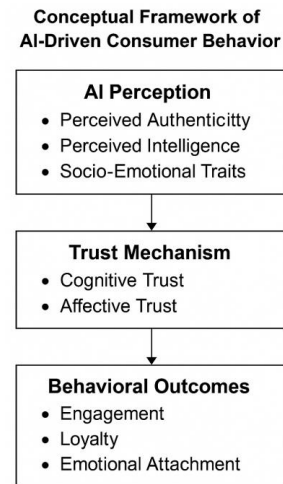 Conceptual Framework of
AI-Driven Consumer Behavior
AI Perception
• Perceived Authenticitty
• Perceived Intelligence
• Socio-Emotional Traits
Trust Mechanism
• Cognitive Trust
• Affective Trust
Behavioral Outcomes
• Engagement
• Loyalty
• Emotional Attachment